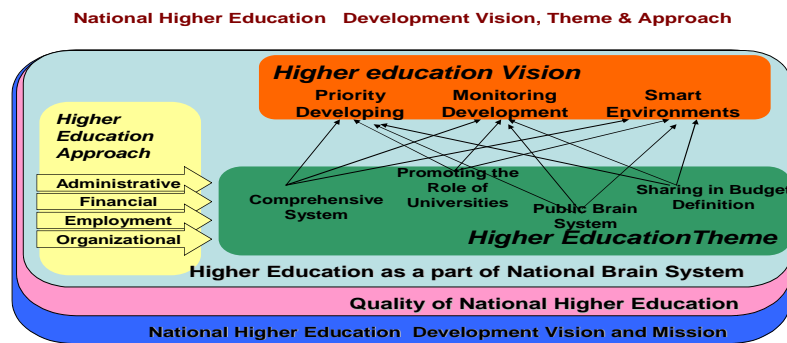 National Higher Education Development Vision, Theme & Approach
Higher education Vision
Priority
Developing
Monitoring
Development
Smart
Environments
Higher
Education
Approach
Administrative
Financial
Employment
Organizational
Comprehensive
System
Promoting the
Role of
Universities
Public Brain
System
Sharing in Budget
Definition
Higher EducationTheme
Higher Education as a part of National Brain System
Quality of National Higher Education
National Higher Education Development Vision and Mission